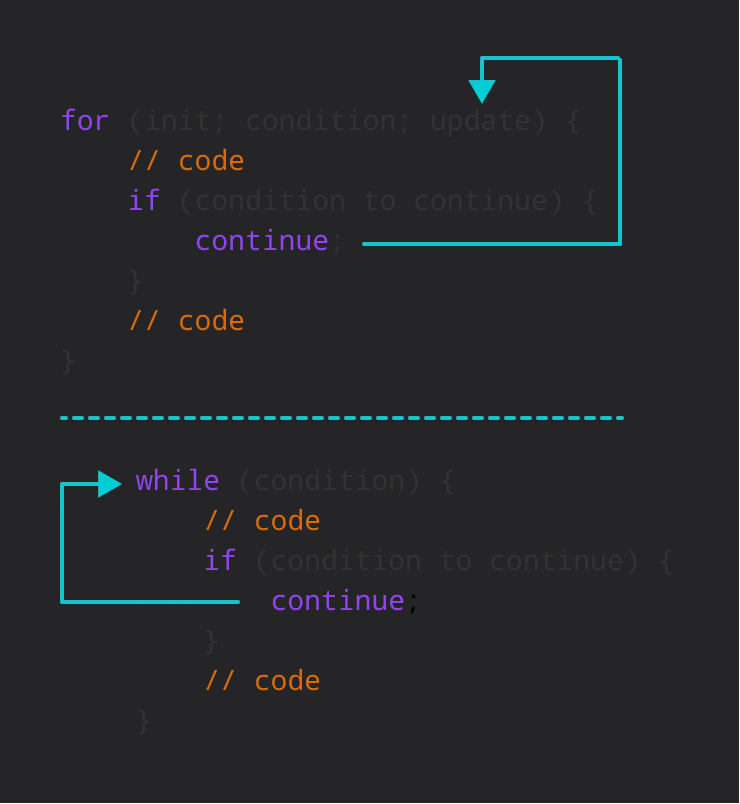 for (init; condition; update) {
// code
if (condition to continue) {
continue;
}
// code
}
while (condition) {
// code
if (condition to continue) {
continue;
}
// code
}